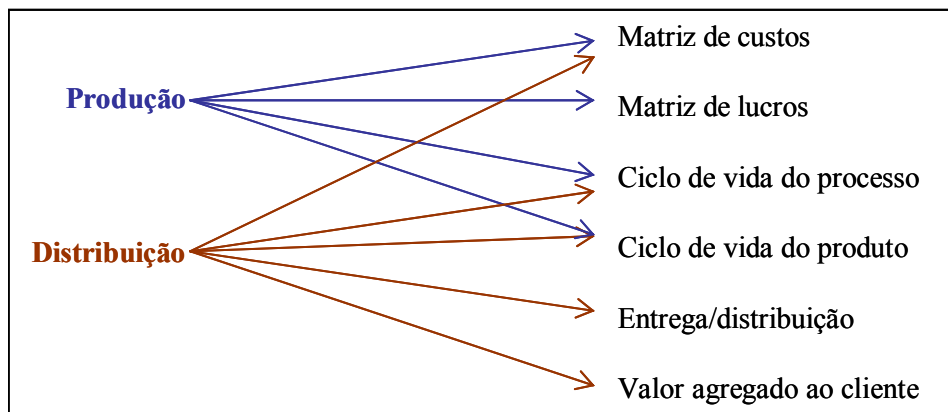 Produção
Distribuição
Matriz de custos
Matriz de lucros
Ciclo de vida do processo
Ciclo de vida do produto
Entrega/distribuição
Valor agregado ao cliente